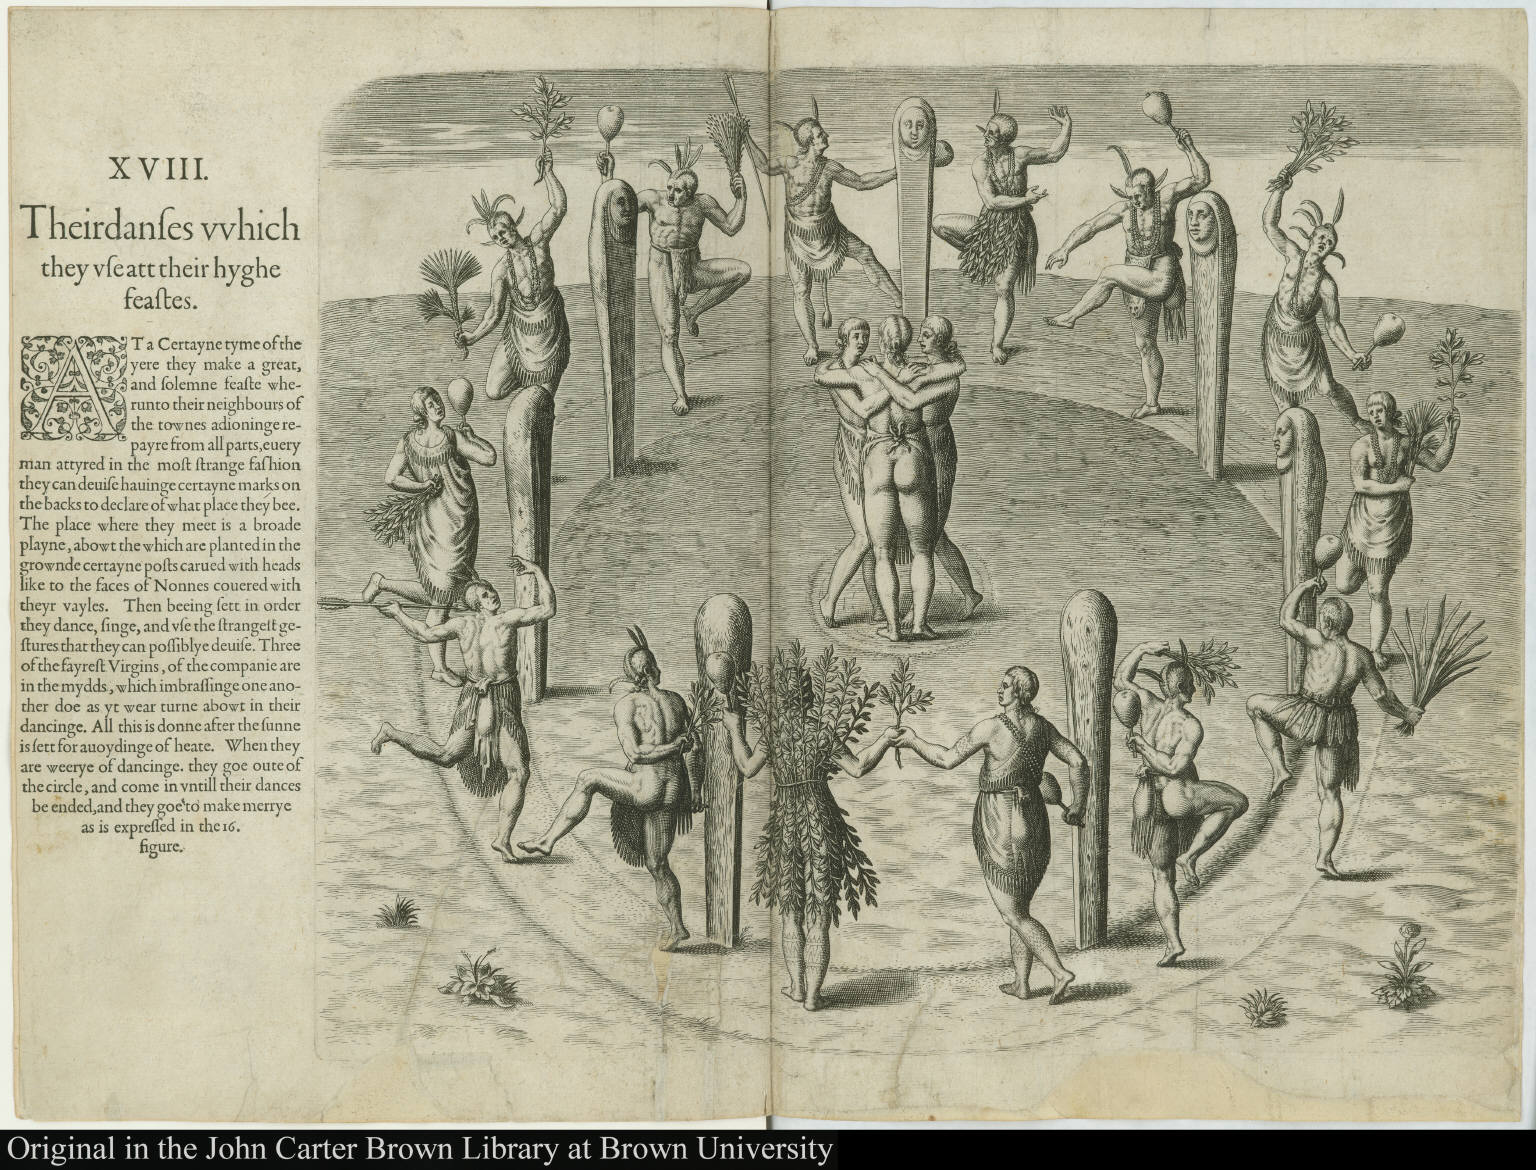 XVIII.
Theirdanſes vvhich
they vſe att their hyghe
feaſtes.
AT a Certayne tyme of the
yere they make a great,
and ſolemne feaſte whe-
runto their neighbours of
the townes adioninge re-
payre from all parts, euery
man attyred in the moſt ſtrange faſhion
they can deuiſe hauinge certayne marks on
the backs to declare of what place they bee.
The place where they meet is a broade
playne, abowt the which are planted in the
grownde certayne poſts carued with heads
like to the faces of Nonnes couered with
theyr vayles. Then beeing ſett in order
they dance, ſinge, and vſe the ſtrangeſt ge-
ſtures that they can poſſiblye deuiſe. Three
of the fayreſt Virgins, of the companie are
in the mydds, which imbraſſinge one ano-
ther doe as yt wear turne abowt in their
dancinge. All this is donne after the ſunne
is ſett for auoydinge of heate. When they
are weerye of dancinge. they goe oute of
the circle, and come in vntill their dances
be ended, and they goe to make merrye
as is expreſſed in the 16.
figure.
Original in the John Carter Brown Library at Brown University